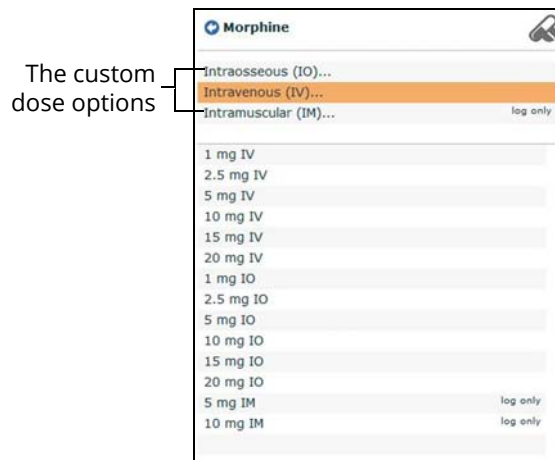 Morphine
The custom
dose options
Intraosseous (IO)...
Intravenous (IV)...
Intramuscular (IM)... log only
1 mg IV
2.5 mg IV
5 mg IV
10 mg IV
15 mg IV
20 mg IV
1 mg IO
2.5 mg IO
5 mg IO
10 mg IO
15 mg IO
20 mg IO
5 mg IM log only
10 mg IM log only